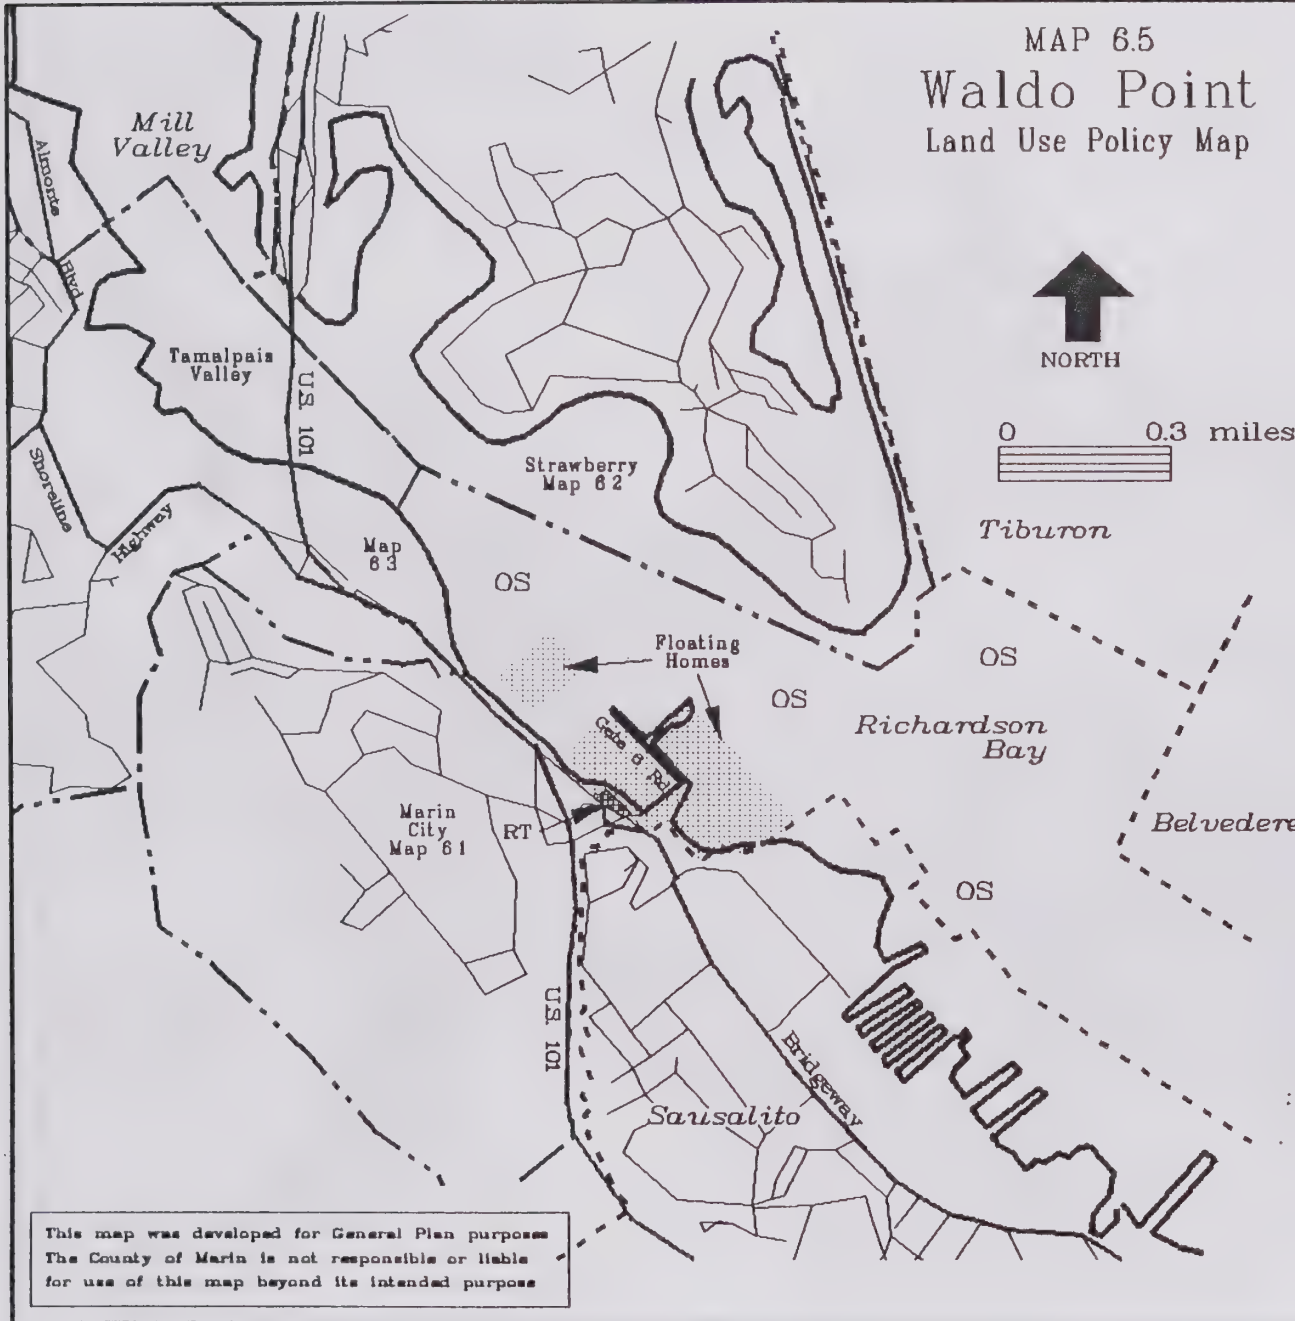 MAP 6.5
Waldo Point
Land Use Policy Map
NORTH
0 0.3 miles
Mill
Valley
Almonte
Blvd
Tamalpais
Valley
U.S. 101
Shoreline
Highway
Strawberry
Map 6.2
Tiburon
Map
6.3
OS
OS
OS
OS
Floating
Homes
Richardson
Bay
Gate 6 Rd
Belvedere
Marin
City
Map 6.1
RT
U.S. 101
Bridgeway
Sausalito
This map was developed for General Plan purposes
The County of Marin is not responsible or liable
for use of this map beyond its intended purpose